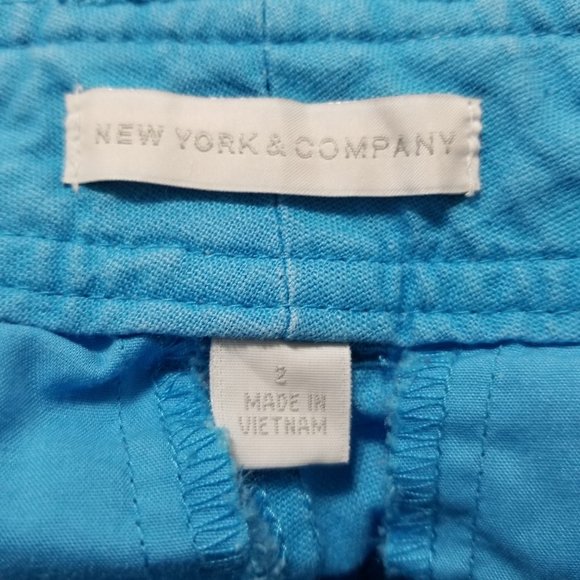 NEW YORK & COMPANY
2
MADE IN
VIETNAM